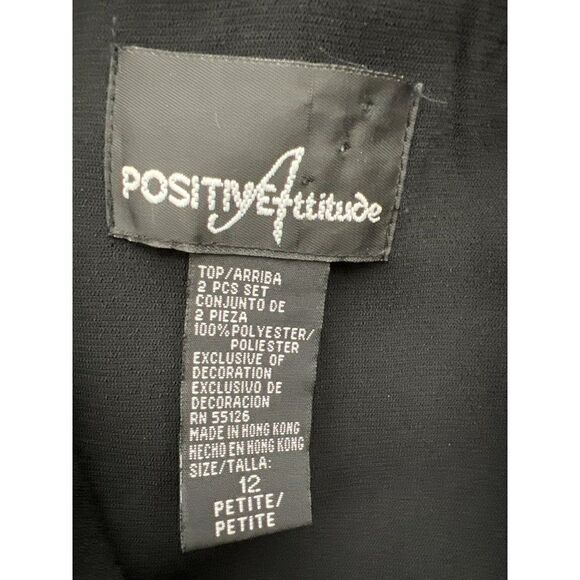 POSITIVE Attitude
TOP/ARRIBA
2 PCS SET
CONJUNTO DE
2 PIEZA
100% POLYESTER/
POLIESTER
EXCLUSIVE OF
DECORATION
EXCLUSIVO DE
DECORACION
RN 55126
MADE IN HONG KONG
HECHO EN HONG KONG
SIZE/TALLA:
12
PETITE/
PETITE